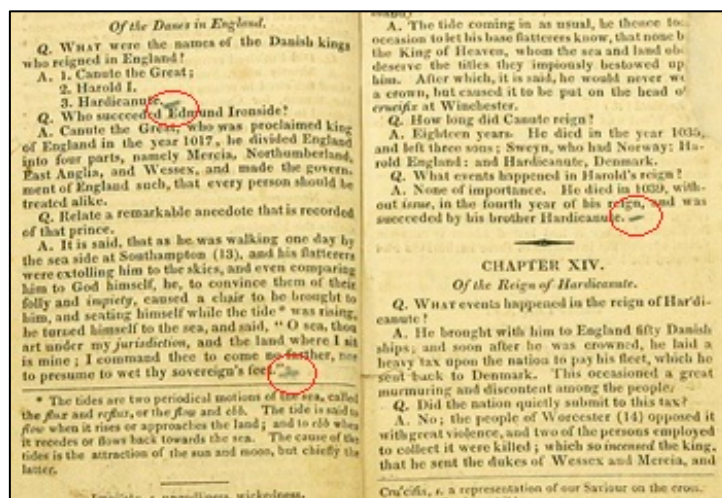 Of the Danes in England.
Q. WHAT were the names of the Danish kings
who reigned in England?
A. 1. Canute the Great;
2. Harold I.
3. Hardicanute.
Q. Who succeeded Edmund Ironside?
A. Canute the Great, who was proclaimed king
of England in the year 1017, he divided England
into four parts, namely Mercia, Northumberland,
East Anglia, and Wessex, and made the govern-
ment of England such, that every person should be
treated alike.
Q. Relate a remarkable anecdote that is recorded
of that prince.
A. It is said, that as he was walking one day by
the sea side at Southampton (13), and his flatterers
were extolling him to the skies, and even comparing
him to God himself, he, to convince them of their
folly and impiety, caused a chair to be brought to
him, and seating himself while the tide * was rising,
he turned himself to the sea, and said, "O sea, thou
art under my jurisdiction, and the land where I sit
is mine; I command thee to come no farther, nor
to presume to wet thy sovereign's feet."
* The tides are two periodical motions of the sea, called
the flux and reflux, or the flow and ebb. The tide is said to
flow when it rises or approaches the land; and to ebb when
it recedes or flows back towards the sea. The cause of the
tides is the attraction of the sun and moon, but chiefly the
latter.
wickedness.
A. The tide coming in as usual, he thence to
occasion to let his base flatterers know, that none b
the King of Heaven, whom the sea and land ob
deserve the titles they impiously bestowed up
him. After which, it is said, he would never we
a crown, but caused it to be put on the head o
crucifix at Winchester.
Q. How long did Canute reign?
A. Eighteen years. He died in the year 1035,
and left three sons; Sweyn, who had Norway: Ha-
rold England: and Hardicanute, Denmark.
Q. What events happened in Harold's reign?
A. None of importance. He died in 1039, with-
out issue, in the fourth year of his reign, and was
succeeded by his brother Hardicanute.
CHAPTER XIV.
Of the Reign of Hardicanute.
Q. WHAT events happened in the reign of Har'di-
canute?
A. He brought with him to England fifty Danish
ships; and soon after he was crowned, he laid a
heavy tax upon the nation to pay his fleet, which he
sent back to Denmark. This occasioned a great
murmuring and discontent among the people.
Q. Did the nation quietly submit to this tax?
A. No; the people of Worcester (14) opposed it
with great violence, and two of the persons employed
to collect it were killed; which so incensed the king,
that he sent the dukes of Wessex and Mercia, and
Cru'cifix, s. a representation of our Saviour on the cross.